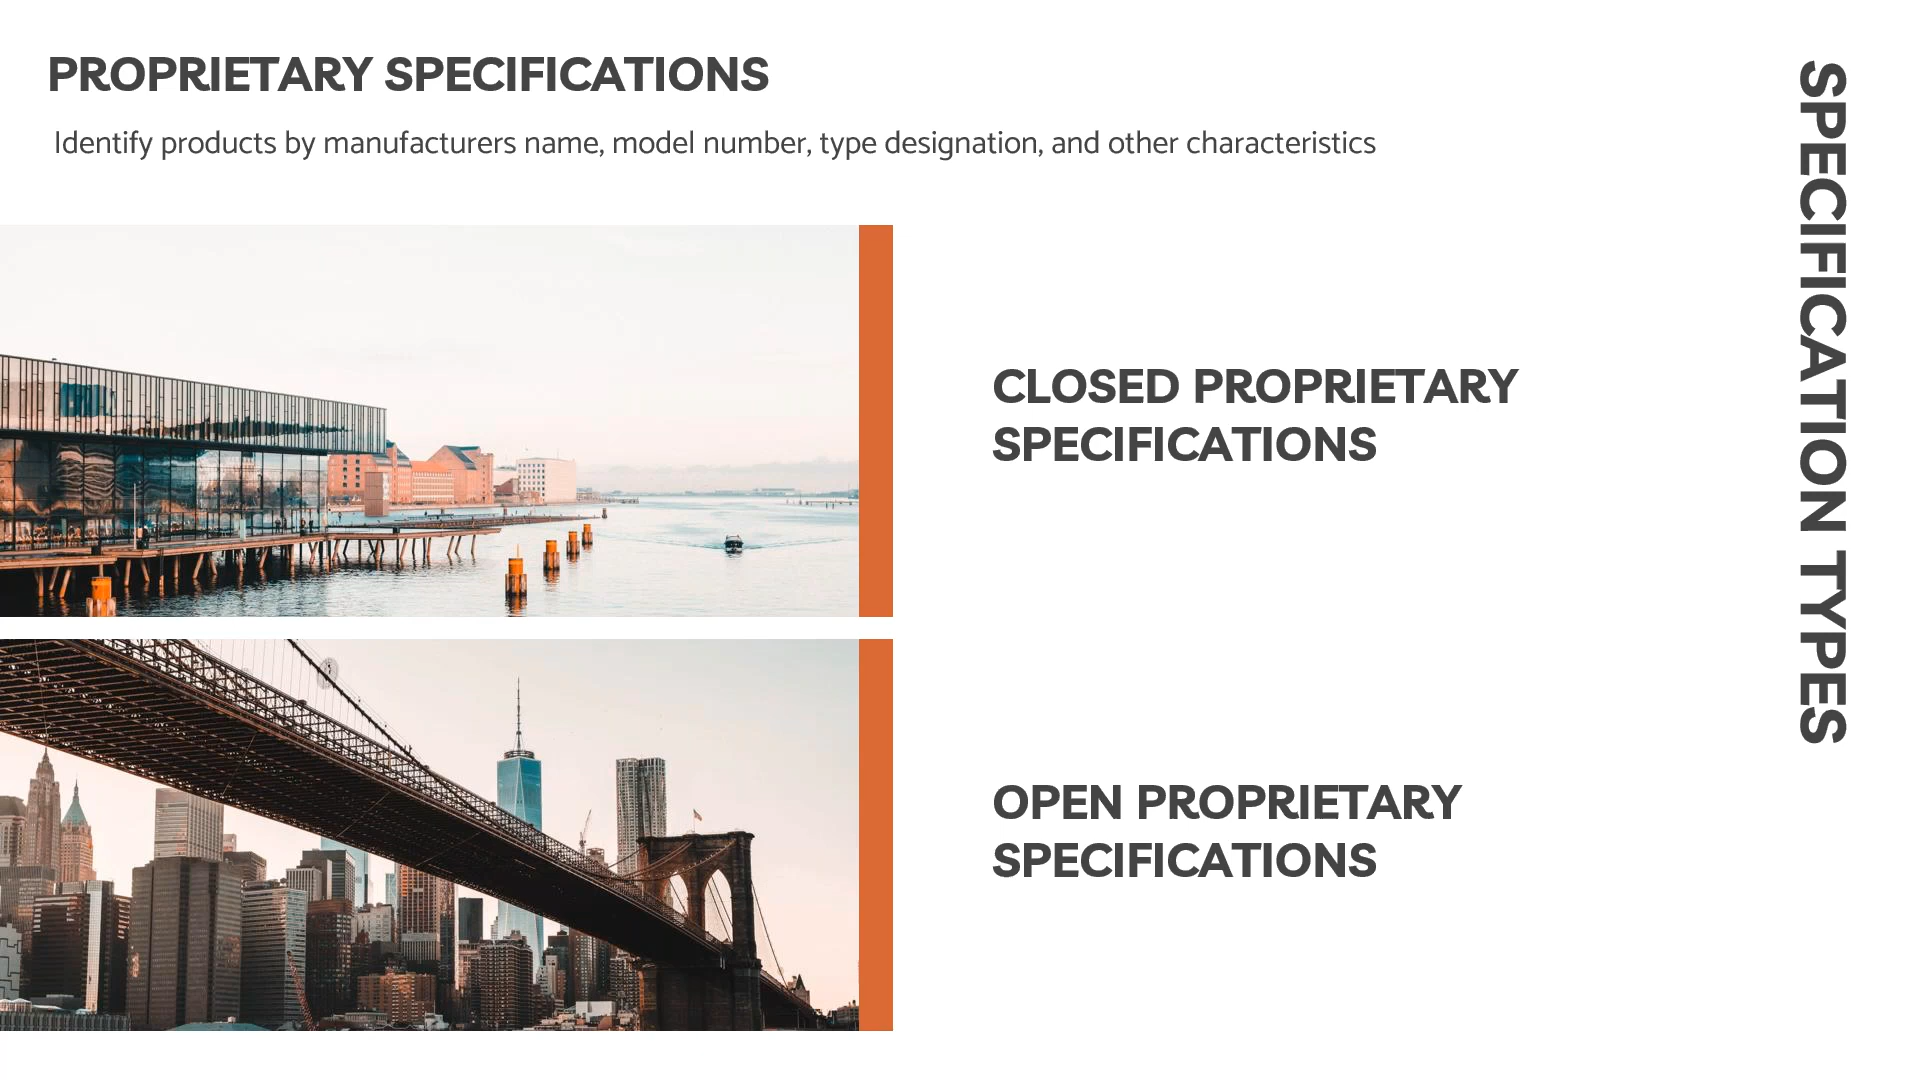 PROPRIETARY SPECIFICATIONS
Identify products by manufacturers name, model number, type designation, and other characteristics
CLOSED PROPRIETARY
SPECIFICATIONS
OPEN PROPRIETARY
SPECIFICATIONS
SPECIFICATION TYPES